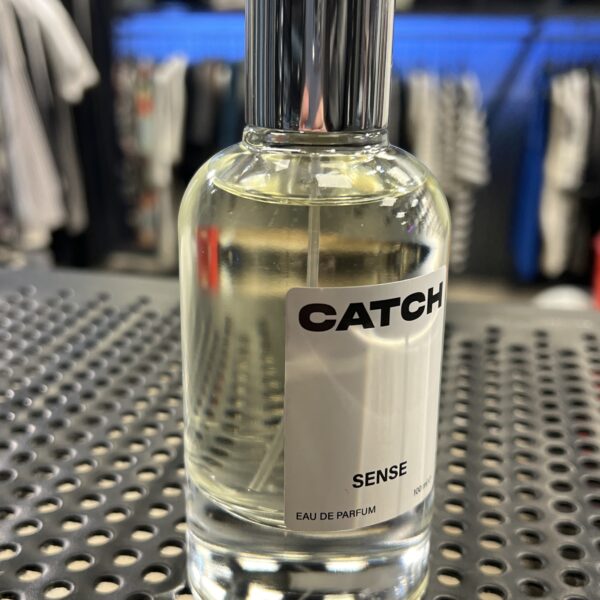 CATCH
SENSE
100 ml
EAU DE PARFUM